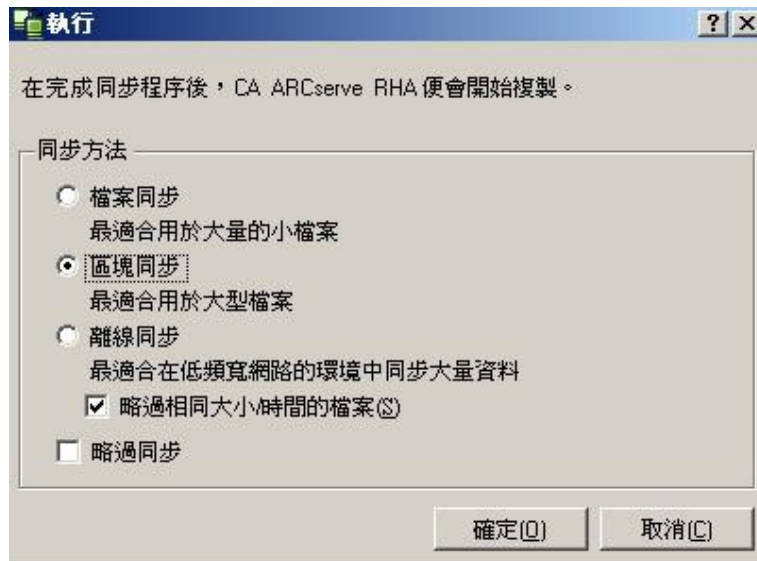 執行
在完成同步程序後，CA ARCserve RHA 便會開始複製。
同步方法
檔案同步
最適合用於大量的小檔案
區塊同步
最適合用於大型檔案
離線同步
最適合在低頻寬網路的環境中同步大量資料
略過相同大小/時間的檔案(S)
略過同步
確定(O) 取消(C)